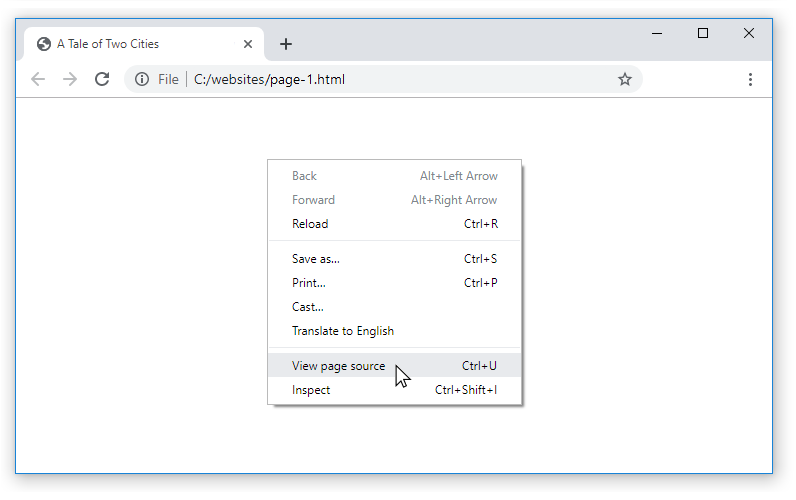 A Tale of Two Cities
File C:/websites/page-1.html
Back Alt+Left Arrow
Forward Alt+Right Arrow
Reload Ctrl+R
Save as... Ctrl+S
Print... Ctrl+P
Cast...
Translate to English
View page source Ctrl+U
Inspect Ctrl+Shift+I